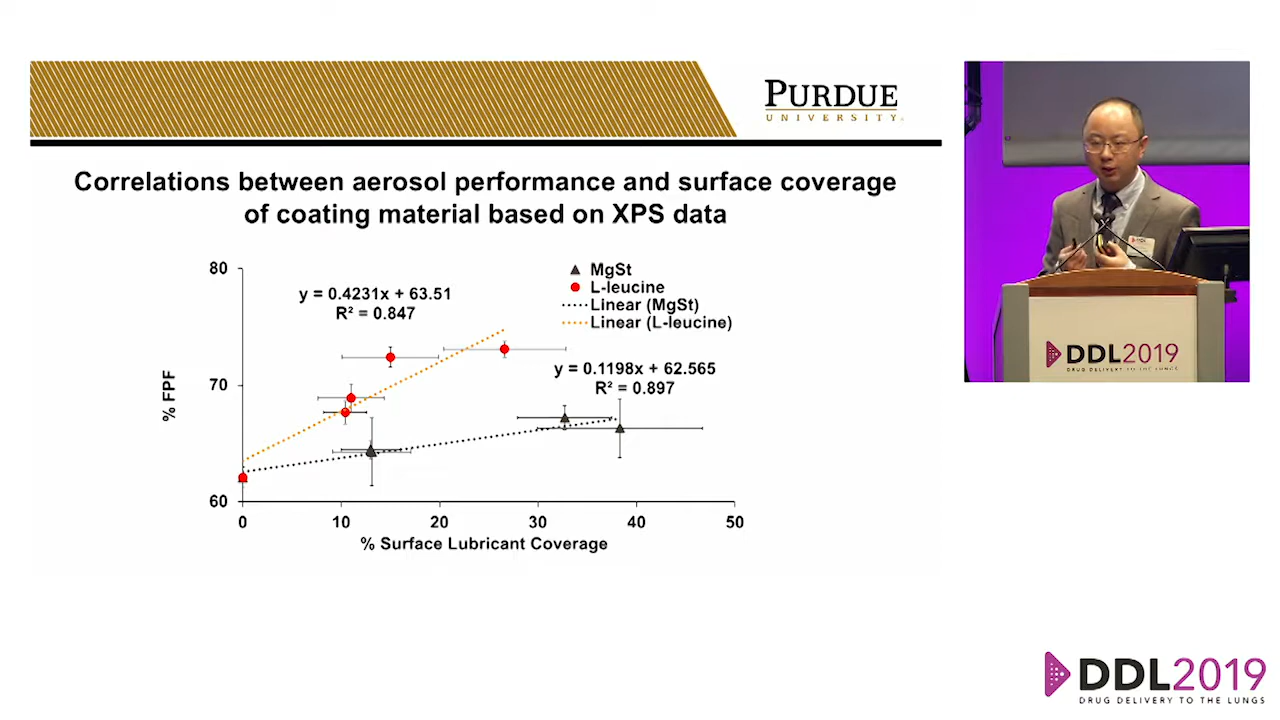 PURDUE
UNIVERSITY
Correlations between aerosol performance and surface coverage
of coating material based on XPS data
80
70
60
% FPF
y = 0.4231x + 63.51
R² = 0.847
MgSt
L-leucine
Linear (MgSt)
Linear (L-leucine)
y = 0.1198x + 62.565
R² = 0.897
0 10 20 30 40 50
% Surface Lubricant Coverage
DDL
DDL2019
DRUG DELIVERY TO THE LUNGS
DDL2019
DRUG DELIVERY TO THE LUNGS